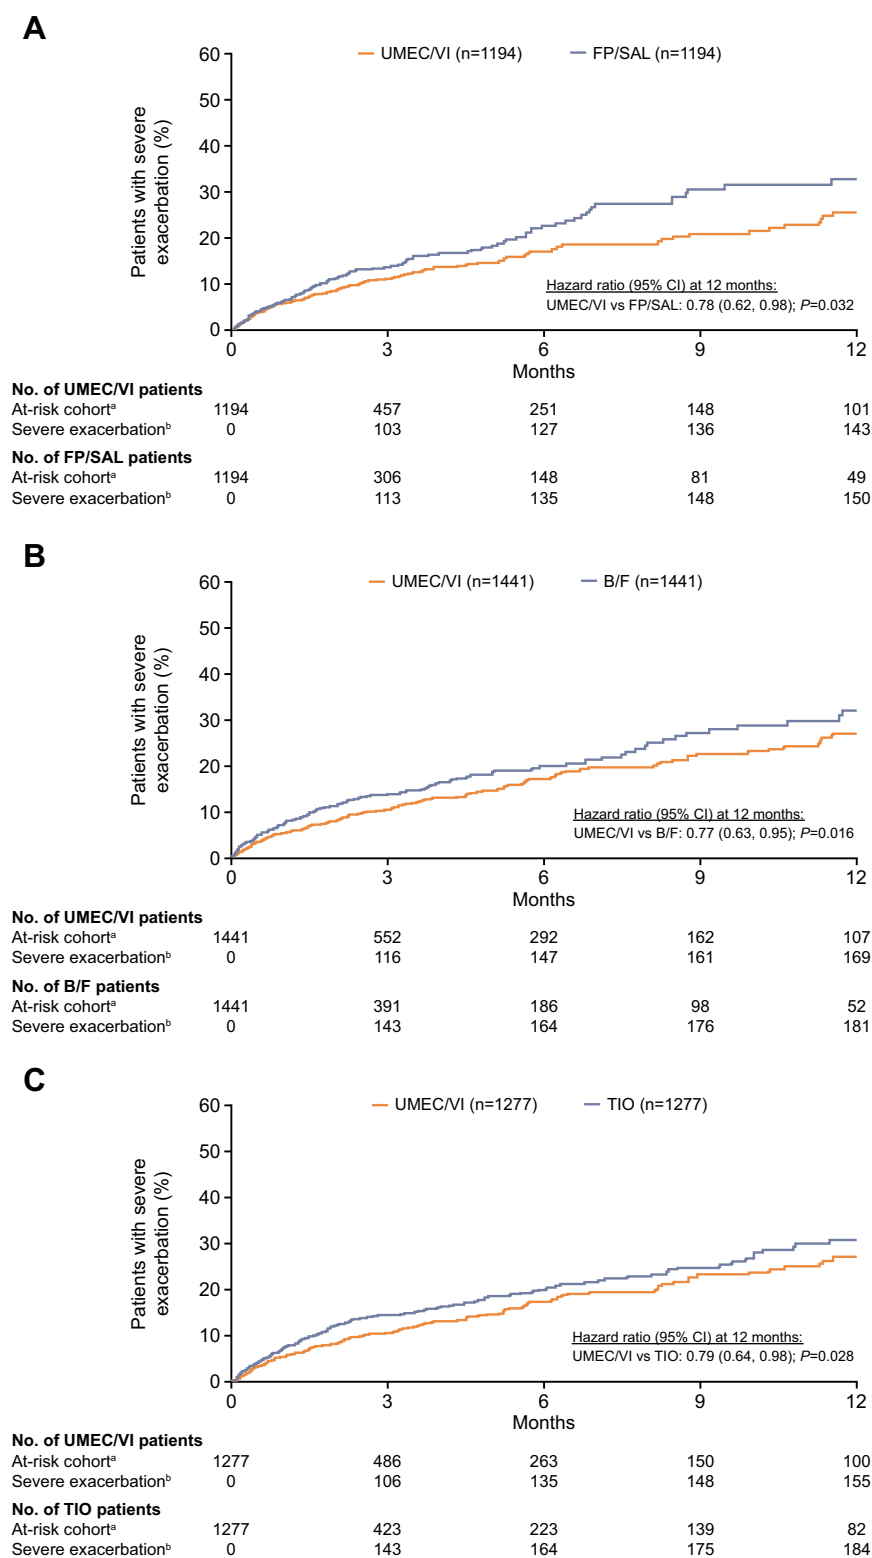 A
UMEC/VI (n=1194) FP/SAL (n=1194)
Patients with severe
exacerbation (%)
60
50
40
30
20
10
0
Hazard ratio (95% CI) at 12 months:
UMEC/VI vs FP/SAL: 0.78 (0.62, 0.98); P=0.032
0 3 6 9 12
Months
No. of UMEC/VI patients
At-risk cohortᵃ 1194 457 251 148 101
Severe exacerbationᵇ 0 103 127 136 143
No. of FP/SAL patients
At-risk cohortᵃ 1194 306 148 81 49
Severe exacerbationᵇ 0 113 135 148 150
B
UMEC/VI (n=1441) B/F (n=1441)
Patients with severe
exacerbation (%)
60
50
40
30
20
10
0
Hazard ratio (95% CI) at 12 months:
UMEC/VI vs B/F: 0.77 (0.63, 0.95); P=0.016
0 3 6 9 12
Months
No. of UMEC/VI patients
At-risk cohortᵃ 1441 552 292 162 107
Severe exacerbationᵇ 0 116 147 161 169
No. of B/F patients
At-risk cohortᵃ 1441 391 186 98 52
Severe exacerbationᵇ 0 143 164 176 181
C
UMEC/VI (n=1277) TIO (n=1277)
Patients with severe
exacerbation (%)
60
50
40
30
20
10
0
Hazard ratio (95% CI) at 12 months:
UMEC/VI vs TIO: 0.79 (0.64, 0.98); P=0.028
0 3 6 9 12
Months
No. of UMEC/VI patients
At-risk cohortᵃ 1277 486 263 150 100
Severe exacerbationᵇ 0 106 135 148 155
No. of TIO patients
At-risk cohortᵃ 1277 423 223 139 82
Severe exacerbationᵇ 0 143 164 175 184